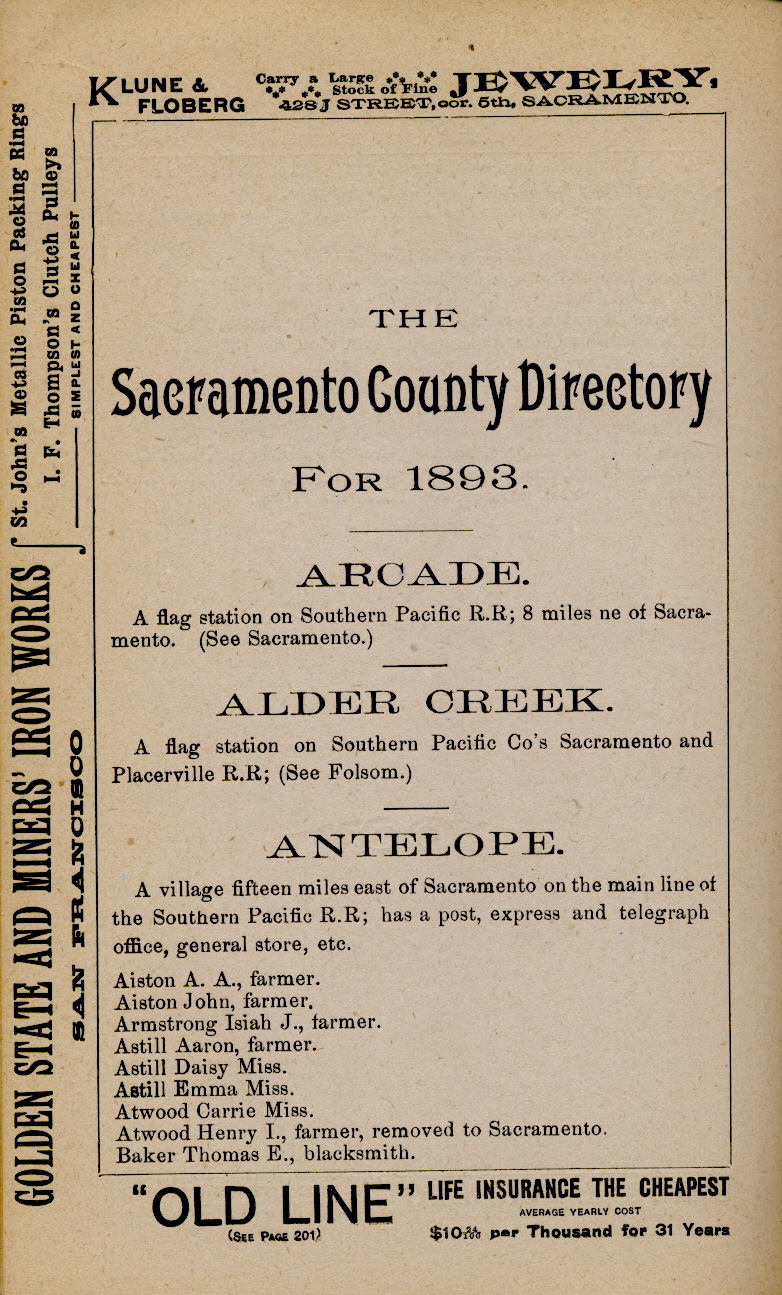 KLUNE & FLOBERG Carry a Large Stock of Fine JEWELRY,
428 J STREET, cor. 5th, SACRAMENTO.
St. John's Metallic Piston Packing Rings
I. F. Thompson's Clutch Pulleys
SIMPLEST AND CHEAPEST
GOLDEN STATE AND MINERS' IRON WORKS
SAN FRANCISCO
THE
Sacramento County Directory
FOR 1893.
ARCADE.
A flag station on Southern Pacific R.R; 8 miles ne of Sacra-
mento. (See Sacramento.)
ALDER CREEK.
A flag station on Southern Pacific Co's Sacramento and
Placerville R.R; (See Folsom.)
ANTELOPE.
A village fifteen miles east of Sacramento on the main line of
the Southern Pacific R.R; has a post, express and telegraph
office, general store, etc.
Aiston A. A., farmer.
Aiston John, farmer.
Armstrong Isiah J., farmer.
Astill Aaron, farmer.
Astill Daisy Miss.
Astill Emma Miss.
Atwood Carrie Miss.
Atwood Henry I., farmer, removed to Sacramento.
Baker Thomas E., blacksmith.
"OLD LINE"
(SEE PAGE 201)
LIFE INSURANCE THE CHEAPEST
AVERAGE YEARLY COST
per Thousand for 31 Years